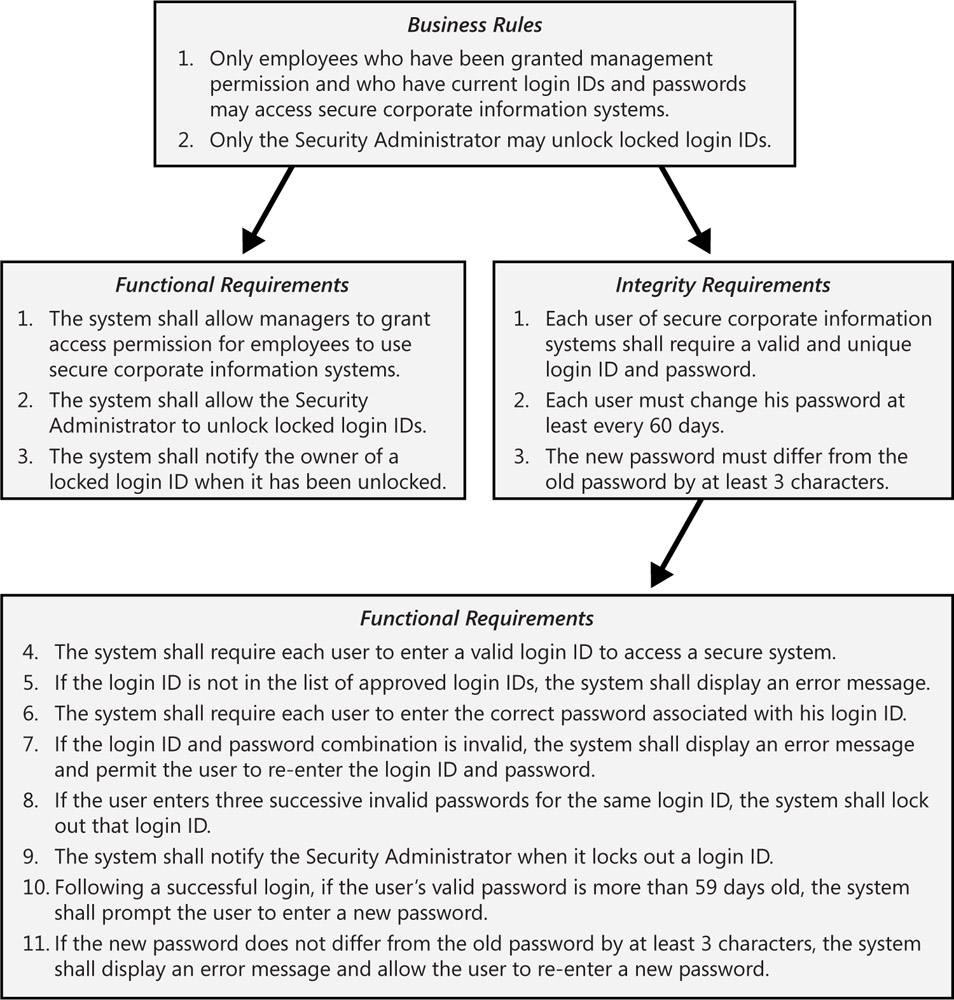 Business Rules
1. Only employees who have been granted management
permission and who have current login IDs and passwords
may access secure corporate information systems.
2. Only the Security Administrator may unlock locked login IDs.
Functional Requirements
1. The system shall allow managers to grant
access permission for employees to use
secure corporate information systems.
2. The system shall allow the Security
Administrator to unlock locked login IDs.
3. The system shall notify the owner of a
locked login ID when it has been unlocked.
Integrity Requirements
1. Each user of secure corporate information
systems shall require a valid and unique
login ID and password.
2. Each user must change his password at
least every 60 days.
3. The new password must differ from the
old password by at least 3 characters.
Functional Requirements
4. The system shall require each user to enter a valid login ID to access a secure system.
5. If the login ID is not in the list of approved login IDs, the system shall display an error message.
6. The system shall require each user to enter the correct password associated with his login ID.
7. If the login ID and password combination is invalid, the system shall display an error message
and permit the user to re-enter the login ID and password.
8. If the user enters three successive invalid passwords for the same login ID, the system shall lock
out that login ID.
9. The system shall notify the Security Administrator when it locks out a login ID.
10. Following a successful login, if the user’s valid password is more than 59 days old, the system
shall prompt the user to enter a new password.
11. If the new password does not differ from the old password by at least 3 characters, the system
shall display an error message and allow the user to re-enter a new password.